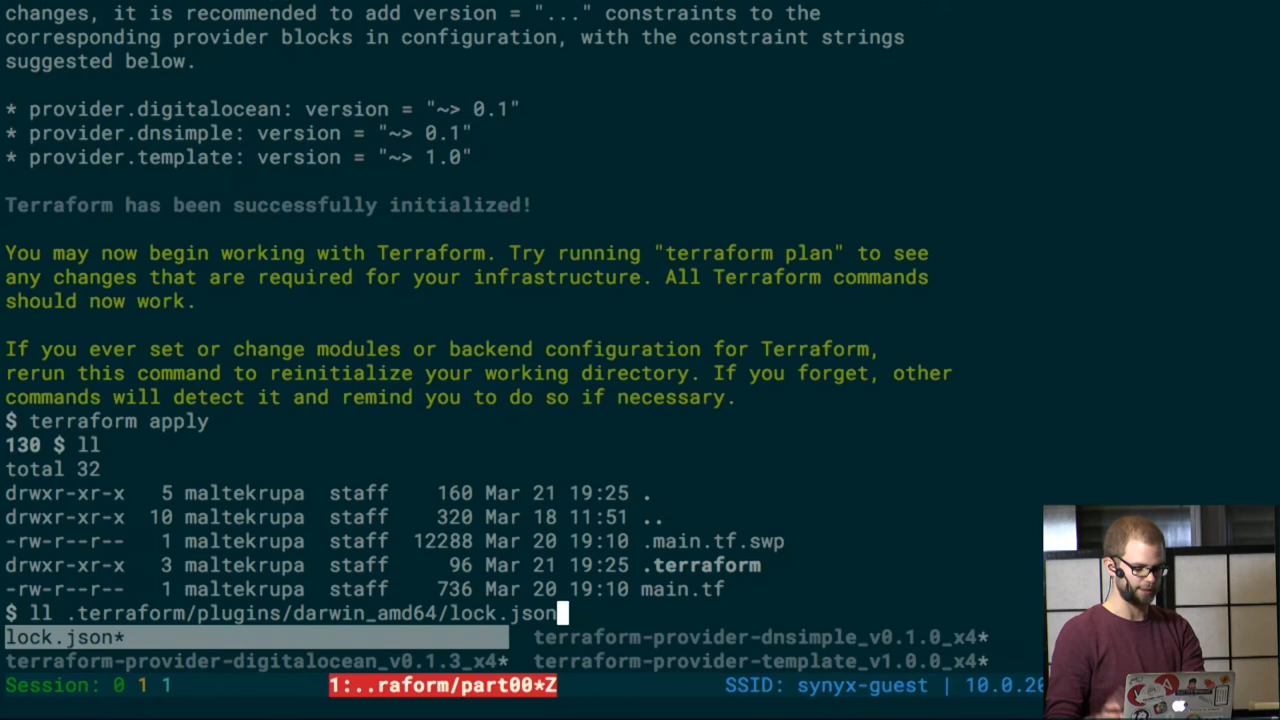 changes, it is recommended to add version = "..." constraints to the
corresponding provider blocks in configuration, with the constraint strings
suggested below.
* provider.digitalocean: version = "~> 0.1"
* provider.dnsimple: version = "~> 0.1"
* provider.template: version = "~> 1.0"
Terraform has been successfully initialized!
You may now begin working with Terraform. Try running "terraform plan" to see
any changes that are required for your infrastructure. All Terraform commands
should now work.
If you ever set or change modules or backend configuration for Terraform,
rerun this command to reinitialize your working directory. If you forget, other
commands will detect it and remind you to do so if necessary.
$ terraform apply
130 $ ll
total 32
drwxr-xr-x 5 maltekrupa staff 160 Mar 21 19:25 .
drwxr-xr-x 10 maltekrupa staff 320 Mar 18 11:51 ..
-rw-r--r-- 1 maltekrupa staff 12288 Mar 20 19:10 .main.tf.swp
drwxr-xr-x 3 maltekrupa staff 96 Mar 21 19:25 .terraform
-rw-r--r-- 1 maltekrupa staff 736 Mar 20 19:10 main.tf
$ ll .terraform/plugins/darwin_amd64/lock.json
lock.json* terraform-provider-dnsimple_v0.1.0_x4*
terraform-provider-digitalocean_v0.1.3_x4* terraform-provider-template_v1.0.0_x4*
Session: 0 1 1 1:..raform/part00*Z SSID: synyx-guest | 10.0.20